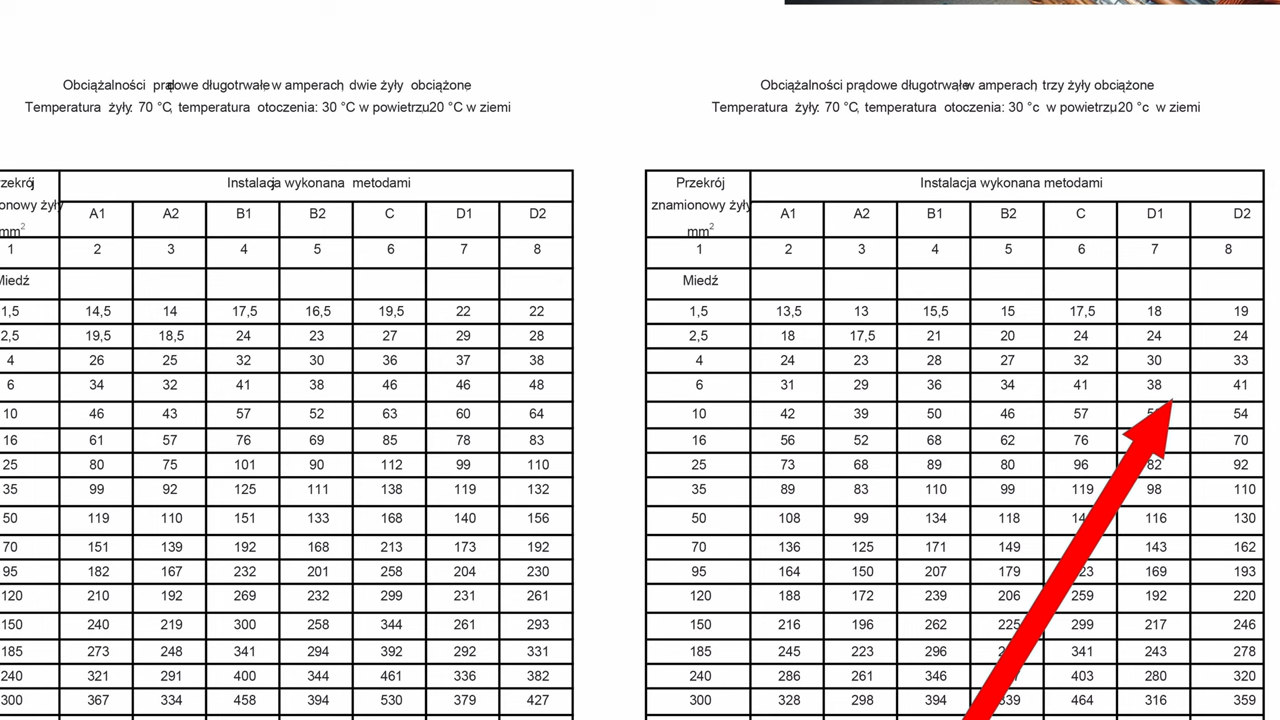 Obciążalności prądowe długotrwałe w amperach, dwie żyły obciążone
Temperatura żyły: 70 °C, temperatura otoczenia: 30 °C w powietrzu, 20 °C w ziemi
zekrój Instalacja wykonana metodami
onowy żyły
mm² A1 A2 B1 B2 C D1 D2
1 2 3 4 5 6 7 8
Miedź
1,5 14,5 14 17,5 16,5 19,5 22 22
2,5 19,5 18,5 24 23 27 29 28
4 26 25 32 30 36 37 38
6 34 32 41 38 46 46 48
10 46 43 57 52 63 60 64
16 61 57 76 69 85 78 83
25 80 75 101 90 112 99 110
35 99 92 125 111 138 119 132
50 119 110 151 133 168 140 156
70 151 139 192 168 213 173 192
95 182 167 232 201 258 204 230
120 210 192 269 232 299 231 261
150 240 219 300 258 344 261 293
185 273 248 341 294 392 292 331
240 321 291 400 344 461 336 382
300 367 334 458 394 530 379 427
Obciążalności prądowe długotrwałe w amperach, trzy żyły obciążone
Temperatura żyły: 70 °C, temperatura otoczenia: 30 °c w powietrzu, 20 °c w ziemi
Przekrój Instalacja wykonana metodami
znamionowy żyły
mm² A1 A2 B1 B2 C D1 D2
1 2 3 4 5 6 7 8
Miedź
1,5 13,5 13 15,5 15 17,5 18 19
2,5 18 17,5 21 20 24 24 24
4 24 23 28 27 32 30 33
6 31 29 36 34 41 38 41
10 42 39 50 46 57 54
16 56 52 68 62 76 70
25 73 68 89 80 96 82 92
35 89 83 110 99 119 98 110
50 108 99 134 118 116 130
70 136 125 171 149 143 162
95 164 150 207 179 169 193
120 188 172 239 206 259 192 220
150 216 196 262 225 299 217 246
185 245 223 296 341 243 278
240 286 261 346 403 280 320
300 328 298 394 339 464 316 359